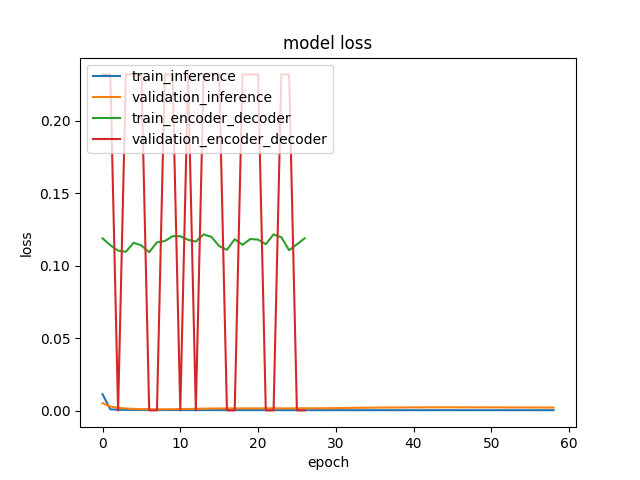 model loss
train_inference
validation_inference
train_encoder_decoder
validation_encoder_decoder
loss
0.20
0.15
0.10
0.05
0.00
0 10 20 30 40 50 60
epoch